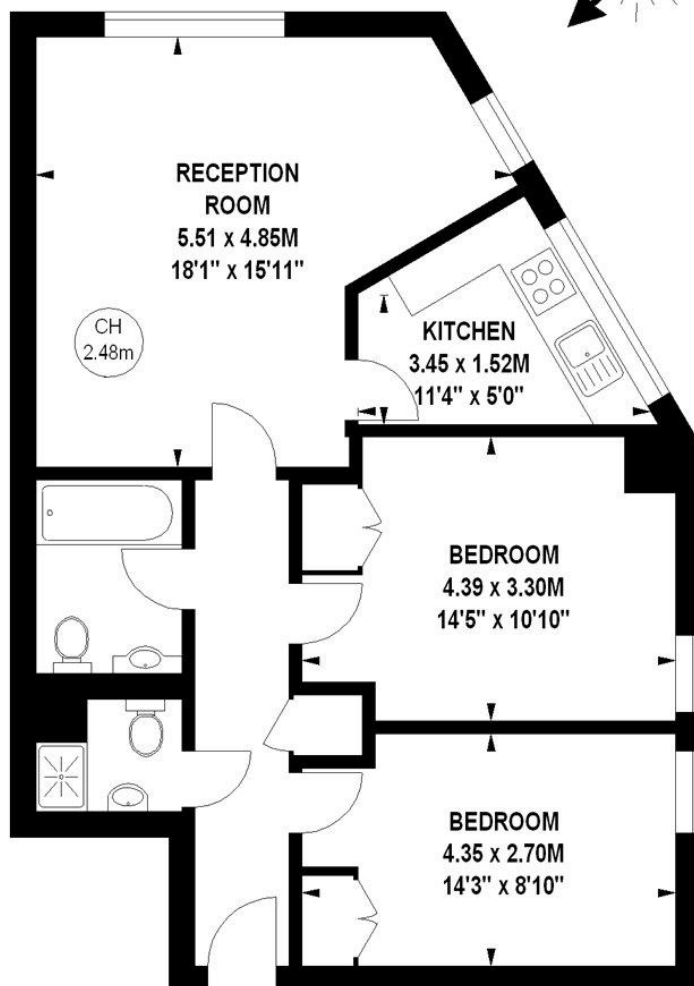 RECEPTION
ROOM
5.51 x 4.85M
18'1" x 15'11"
CH
2.48m
KITCHEN
3.45 x 1.52M
11'4" x 5'0"
BEDROOM
4.39 x 3.30M
14'5" x 10'10"
BEDROOM
4.35 x 2.70M
14'3" x 8'10"